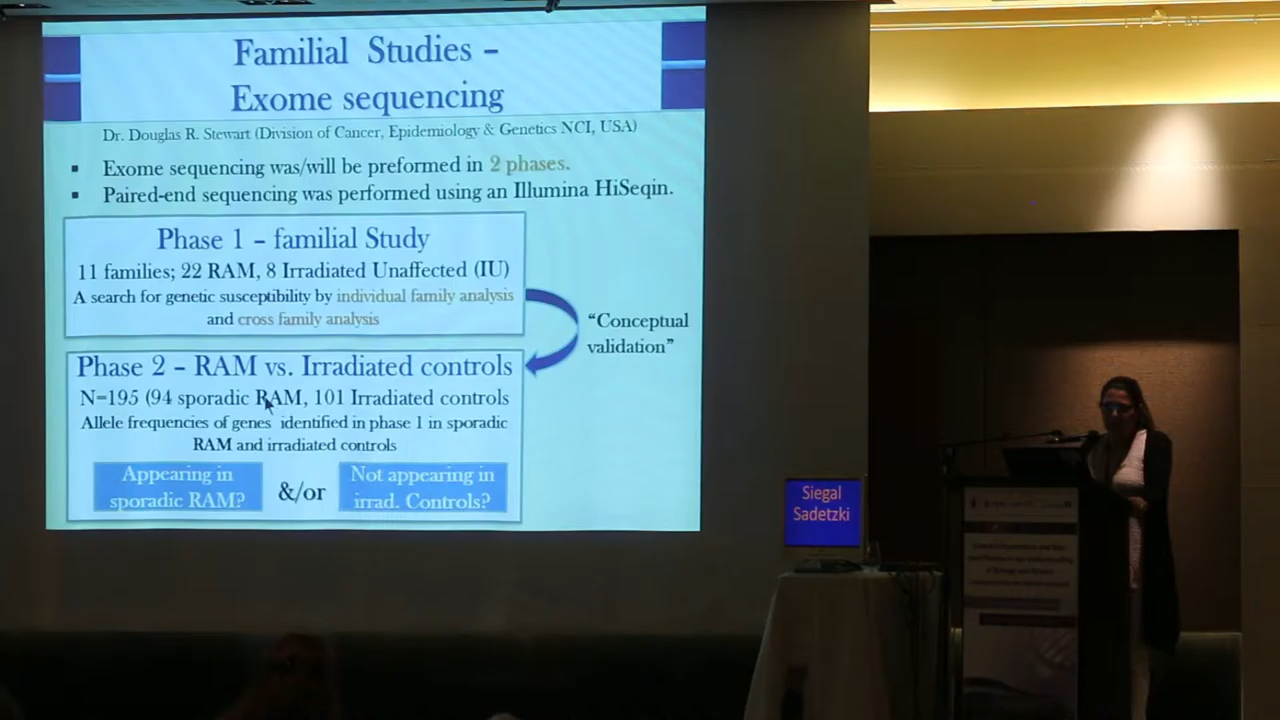 Familial Studies –
Exome sequencing
Dr. Douglas R. Stewart (Division of Cancer, Epidemiology & Genetics NCI, USA)
▪ Exome sequencing was/will be preformed in 2 phases.
▪ Paired-end sequencing was performed using an Illumina HiSeqin.
Phase 1 – familial Study
11 families; 22 RAM, 8 Irradiated Unaffected (IU)
A search for genetic susceptibility by individual family analysis
and cross family analysis
“Conceptual
validation”
Phase 2 – RAM vs. Irradiated controls
N=195 (94 sporadic RAM, 101 Irradiated controls
Allele frequencies of genes identified in phase 1 in sporadic
RAM and irradiated controls
Appearing in
sporadic RAM?
&/or
Not appearing in
irrad. Controls?
Siegal
Sadetzki